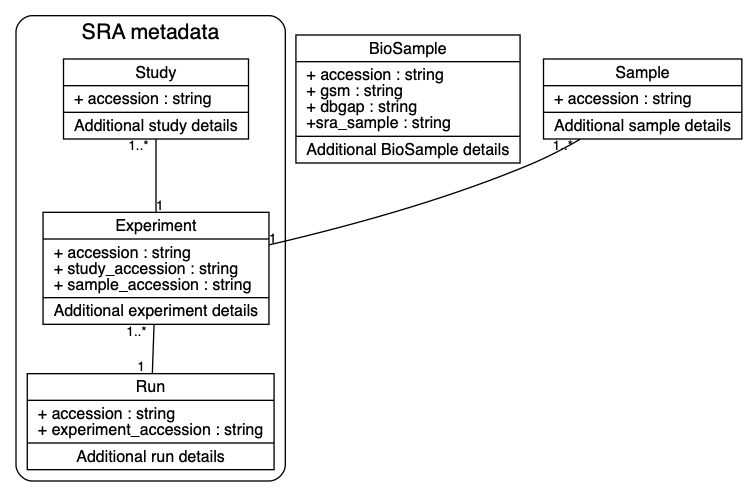 SRA metadata
Study
+ accession : string
Additional study details
1..*
1
Experiment
+ accession : string
+ study_accession : string
+ sample_accession : string
Additional experiment details
1..*
1
Run
+ accession : string
+ experiment_accession : string
Additional run details
BioSample
+ accession : string
+ gsm : string
+ dbgap : string
+sra_sample : string
Additional BioSample details
Sample
+ accession : string
Additional sample details
1..*
1